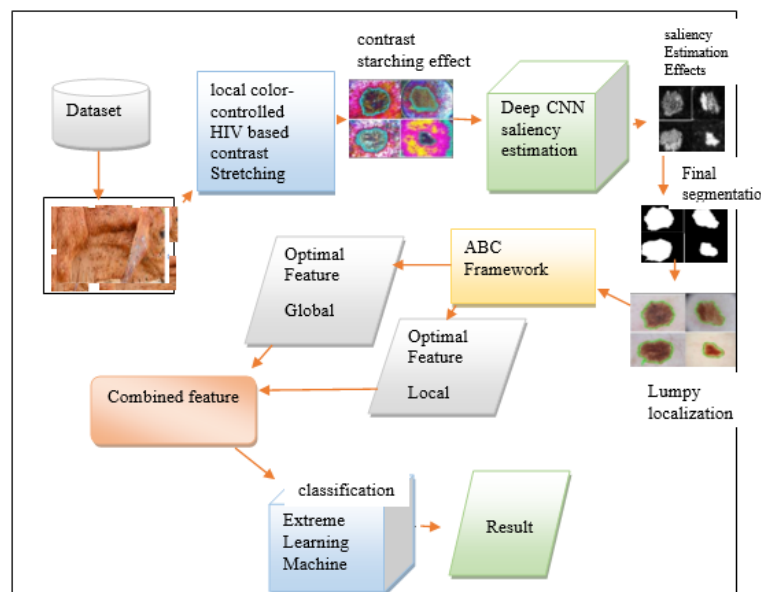 Dataset
local color-
controlled
HIV based
contrast
Stretching
contrast
starching effect
Deep CNN
saliency
estimation
saliency
Estimation
Effects
Final
segmentatio
Lumpy
localization
ABC
Framework
Optimal
Feature
Global
Optimal
Feature
Local
Combined feature
classification
Extreme
Learning
Machine
Result